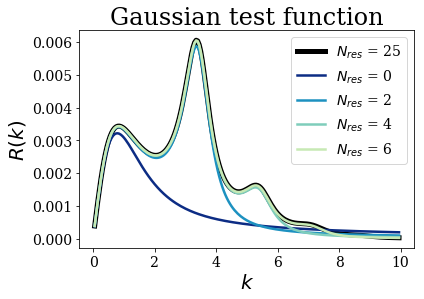 Gaussian test function
R(k)
0.006
0.005
0.004
0.003
0.002
0.001
0.000
N_res = 25
N_res = 0
N_res = 2
N_res = 4
N_res = 6
0 2 4 6 8 10
k